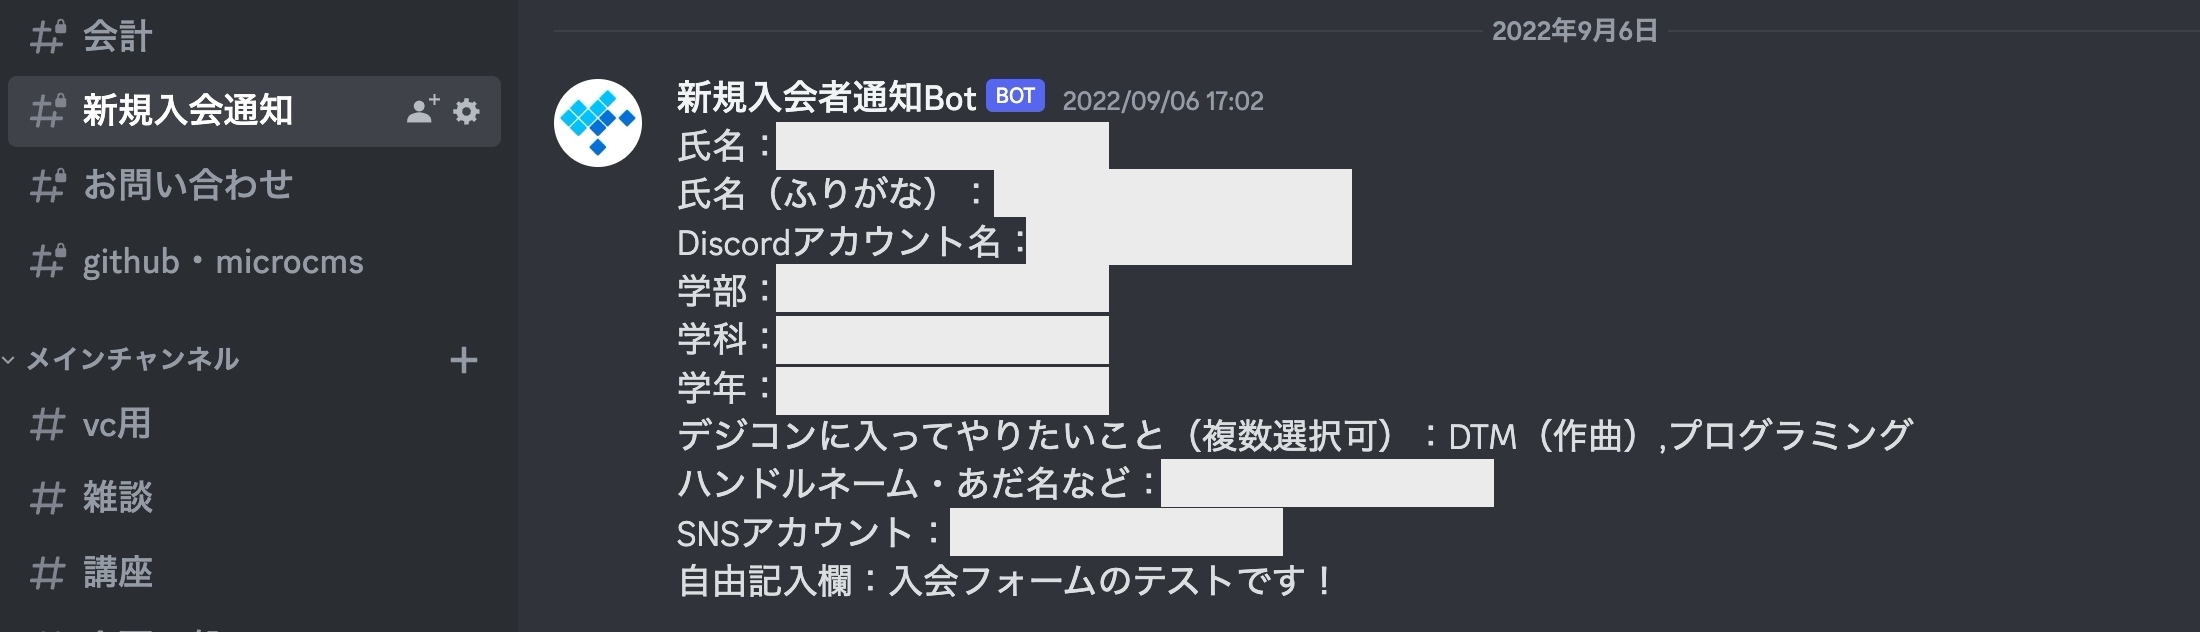 会計
新規入会通知
お問い合わせ
github・microcms
メインチャンネル
vc用
雑談
講座
2022年9月6日
新規入会者通知Bot BOT 2022/09/06 17:02
氏名：
氏名（ふりがな）：
Discordアカウント名：
学部：
学科：
学年：
デジコンに入ってやりたいこと（複数選択可）：DTM（作曲）,プログラミング
ハンドルネーム・あだ名など：
SNSアカウント：
自由記入欄：入会フォームのテストです！